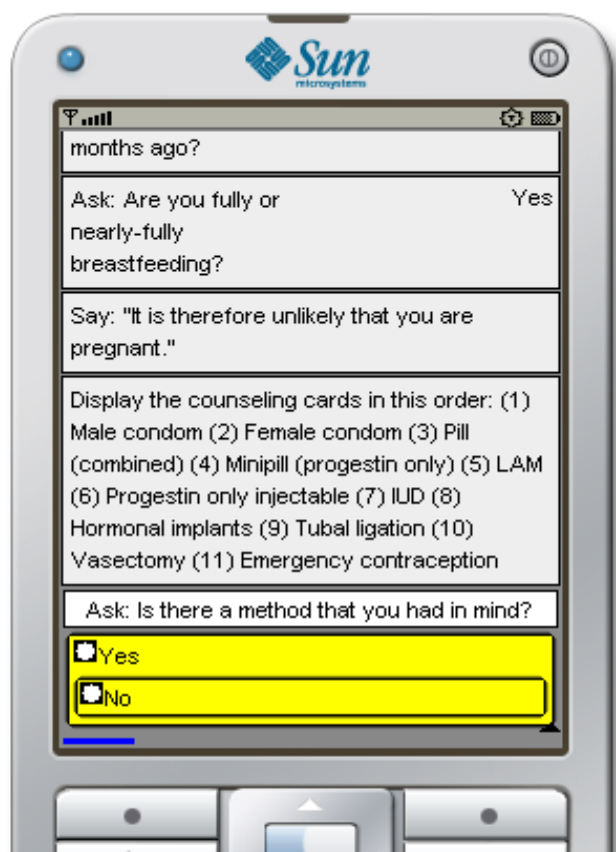 Sun
microsystems
months ago?
Ask: Are you fully or
nearly-fully
breastfeeding?
Yes
Say: "It is therefore unlikely that you are
pregnant."
Display the counseling cards in this order: (1)
Male condom (2) Female condom (3) Pill
(combined) (4) Minipill (progestin only) (5) LAM
(6) Progestin only injectable (7) IUD (8)
Hormonal implants (9) Tubal ligation (10)
Vasectomy (11) Emergency contraception
Ask: Is there a method that you had in mind?
Yes
No